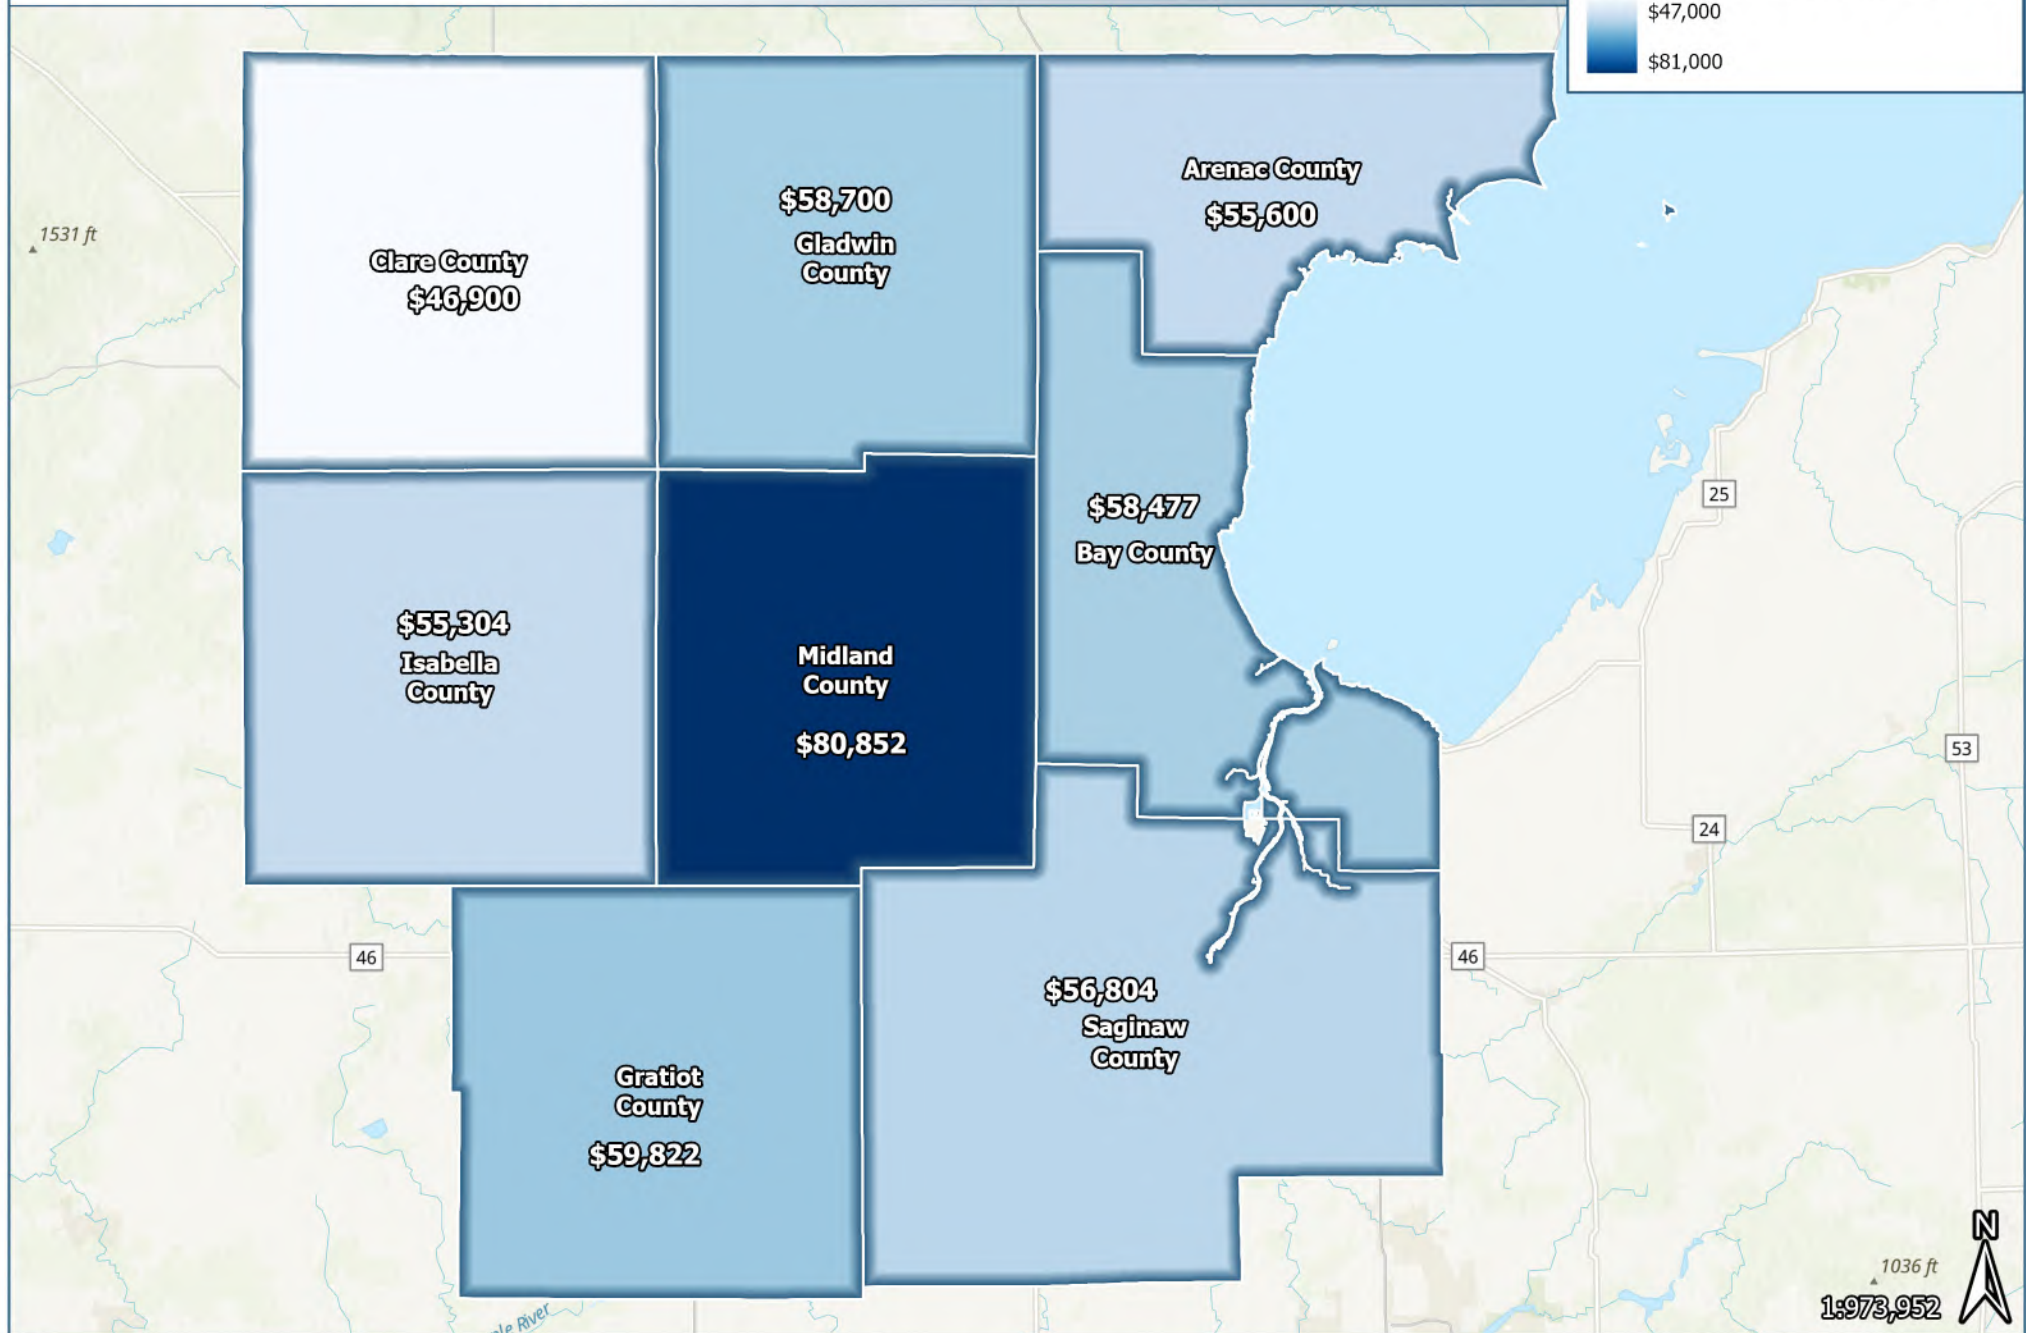 $47,000
$81,000
1531 ft
Clare County
$46,900
$58,700
Gladwin
County
Arenac County
$55,600
$58,477
Bay County
25
$55,304
Isabella
County
Midland
County
$80,852
53
24
46
46
$56,804
Saginaw
County
Gratiot
County
$59,822
River
N
1036 ft
1:973,952